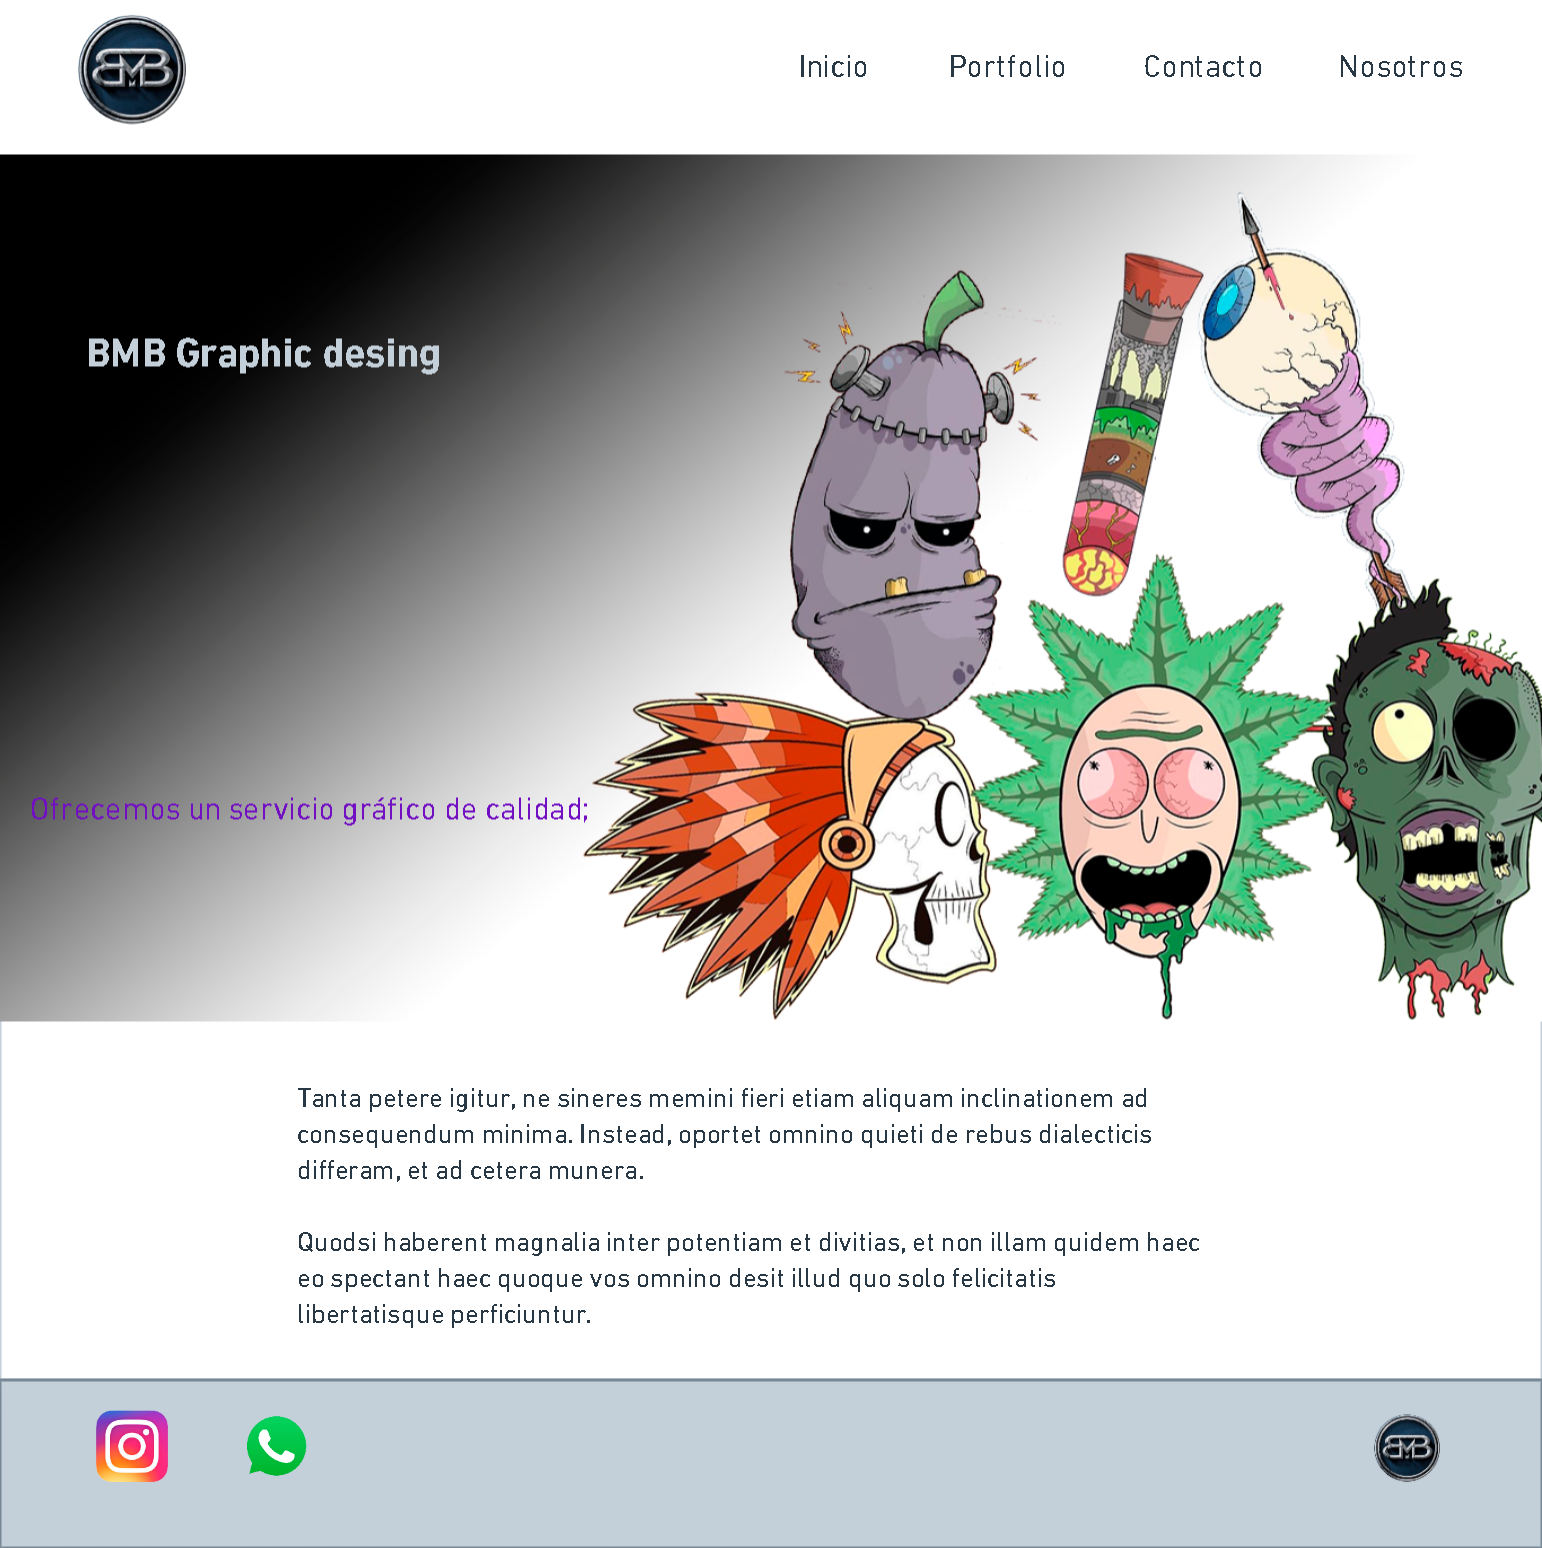 BMB
Inicio Portfolio Contacto Nosotros
BMB Graphic desing
Ofrecemos un servicio gráfico de calidad;
Tanta petere igitur, ne sineres memini fieri etiam aliquam inclinationem ad
consequendum minima. Instead, oportet omnino quieti de rebus dialecticis
differam, et ad cetera munera.
Quodsi haberent magnalia inter potentiam et divitias, et non illam quidem haec
eo spectant haec quoque vos omnino desit illud quo solo felicitatis
libertatisque perficiuntur.
BMB